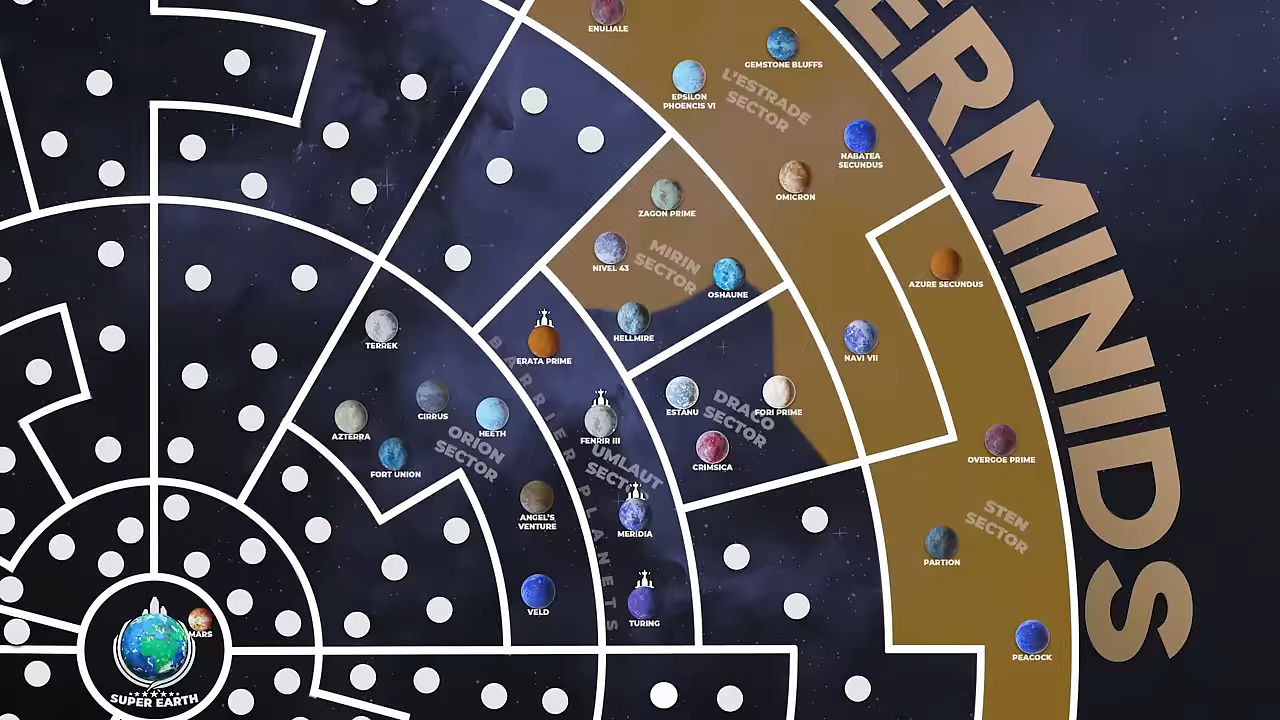 ERMINDS
ENULIALE
GEMSTONE BLUFFS
EPSILON
PHOENCIS VI
L'ESTRADE
SECTOR
NABATEA
SECUNDUS
OMICRON
ZAGON PRIME
NIVEL 43
MIRIN
SECTOR
OSHAUNE
AZURE SECUNDUS
HELLMIRE
NAVI VII
TERREK
ERATA PRIME
CIRRUS
AZTERRA
HEETH
FORT UNION
ORION
SECTOR
BARRIER PLANETS
FENRIR III
UMLAUT
SECTOR
ESTANU
DRACO
SECTOR
FORI PRIME
CRIMSICA
OVERGOE PRIME
ANGEL'S
VENTURE
MERIDIA
STEN
SECTOR
PARTION
VELD
TURING
MARS
PEACOCK
SUPER EARTH